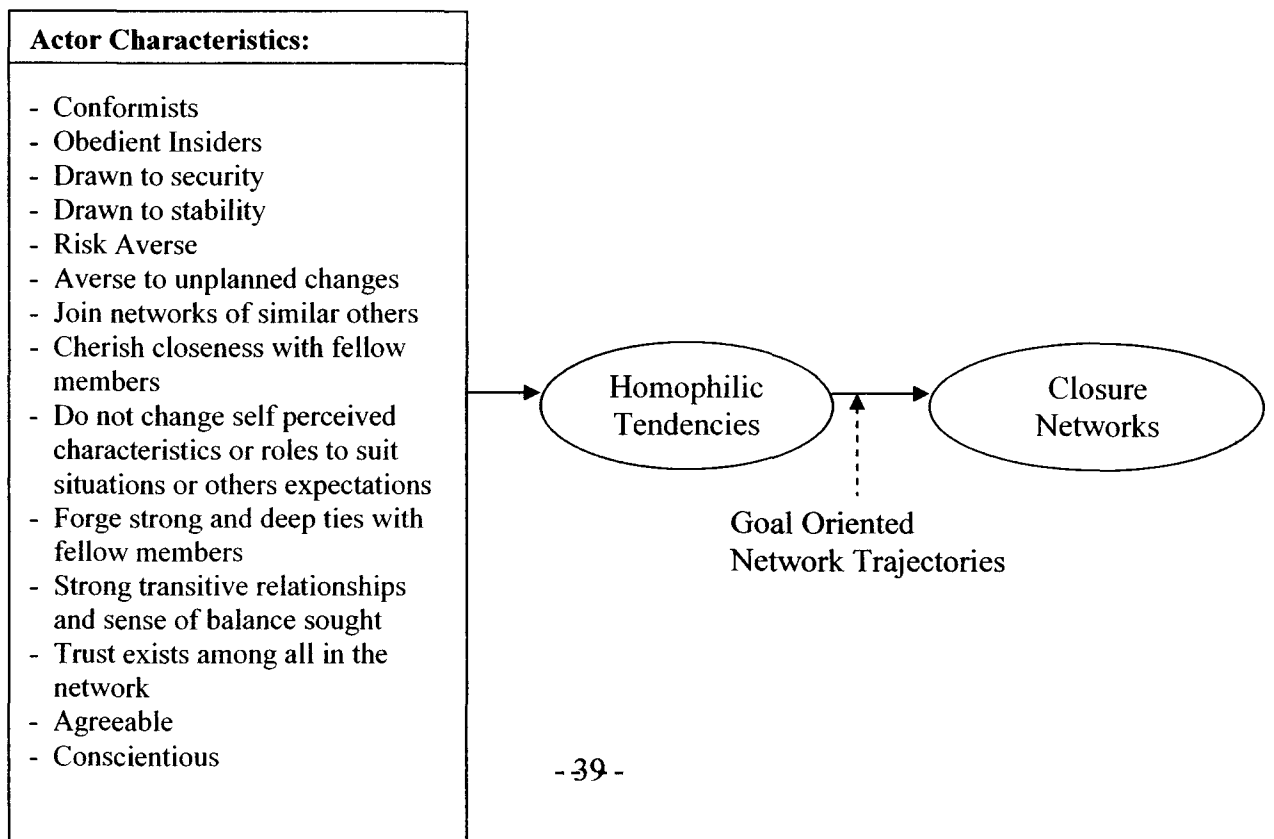 Actor Characteristics:
- Conformists
- Obedient Insiders
- Drawn to security
- Drawn to stability
- Risk Averse
- Averse to unplanned changes
- Join networks of similar others
- Cherish closeness with fellow
members
- Do not change self perceived
characteristics or roles to suit
situations or others expectations
- Forge strong and deep ties with
fellow members
- Strong transitive relationships
and sense of balance sought
- Trust exists among all in the
network
- Agreeable
- Conscientious
Homophilic
Tendencies
Closure
Networks
Goal Oriented
Network Trajectories
- 39 -